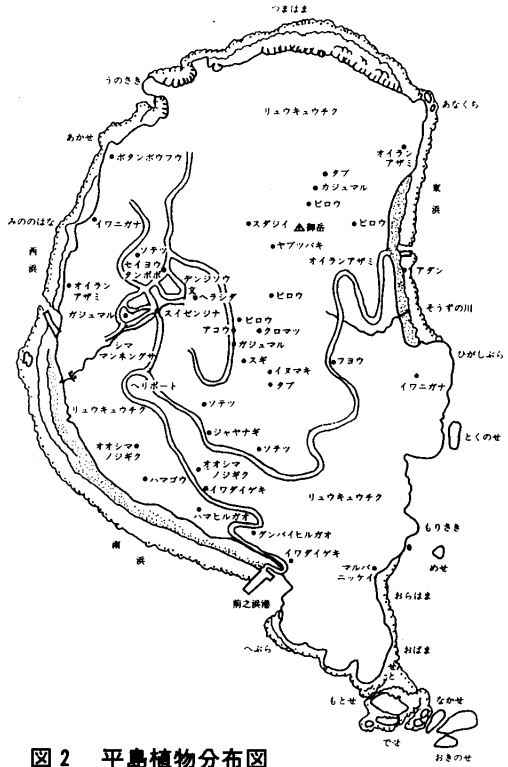 つまはま
うのさき
リュウキュウチク
あなくち
あかせ
ボタンボウフウ
オイラン
アザミ
タブ
ガジュマル
ビロウ
東
浜
みののはな
イワニガナ
スダジイ
御岳
ビロウ
西
浜
ヤブツバキ
ソテツ
セイヨウ
タンポポ
オイランアザミ
デンジソウ
アダン
オイラン
アザミ
文
ヘラシダ
ビロウ
そうずの川
ガジュマル
スイゼンジナ
アコウ
ビロウ
クロマツ
シマ
マンネングサ
ガジュマル
ひがしぶら
スギ
フヨウ
イヌマキ
イワニガナ
ヘリポート
タブ
リュウキュウチク
ソテツ
とくのせ
ジャヤナギ
オオシマ
ノジギク
ソテツ
オオシマ
ノジギク
ハマゴウ
イワダイゲキ
リュウキュウチク
ハマヒルガオ
もりさき
グンバイヒルガオ
南
浜
めせ
イワダイゲキ
マルバ
ニッケイ
前之浜港
おらはま
へぶら
おばま
せと
もとせ
なかせ
でせ
おきのせ
図2 平島植物分布図